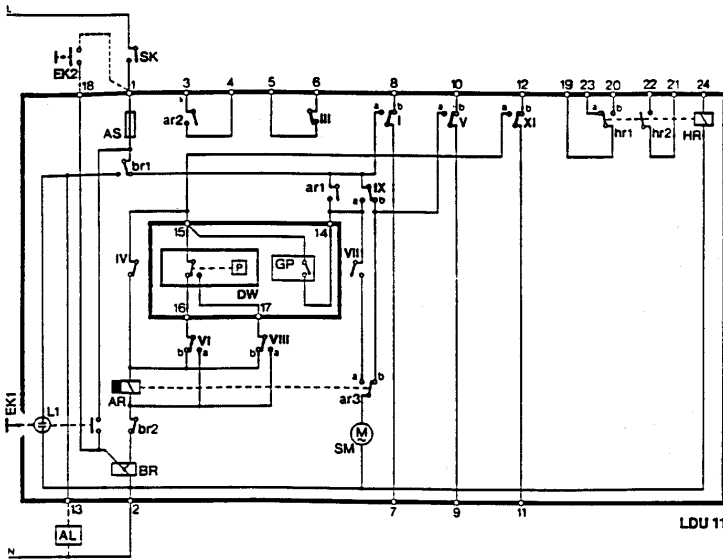 L
EK2
SK
18 1 3 4 5 6 8 10 12 19 23 20 22 21 24
AS
ar2
III
a b I
a b V
a b XI
a b
hr1 hr2
HR
br1
ar1
IX
a b
15 14
IV
P
GP
VII
DW
16 17
VI
b a
VIII
b a
AR
a b
ar3
EK1
L1
br2
M
SM
BR
13 2 7 9 11
LDU 11
AL
N